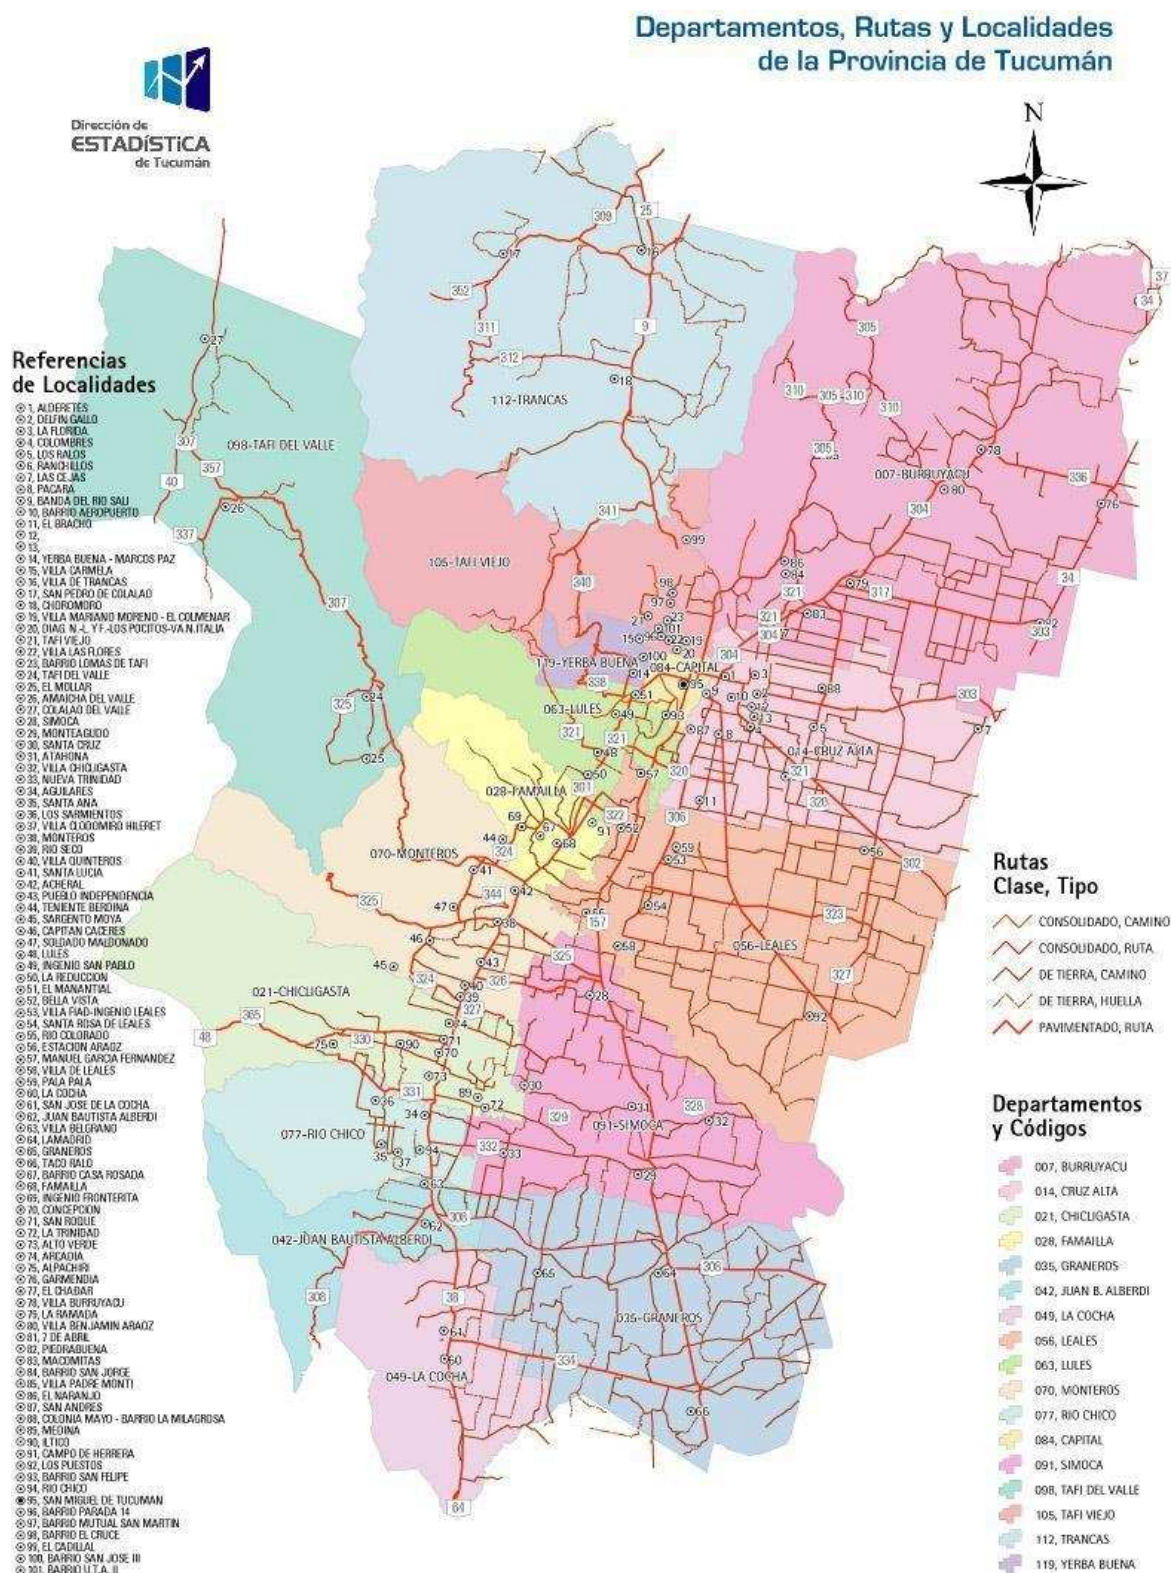 Departamentos, Rutas y Localidades
de la Provincia de Tucumán
Dirección de
ESTADÍSTICA
de Tucumán
N
Referencias
de Localidades
1, ALDERETES
2, DELFIN GALLO
3, LA FLORIDA
4, COLOMBRES
5, LOS RALOS
6, RANCHILLOS
7, LAS CEJAS
8, PACARA
9, BANDA DEL RIO SALI
10, BARRIO AEROPUERTO
11, EL BRACHO
12,
13,
14, YERBA BUENA - MARCOS PAZ
15, VILLA CARMELA
16, VILLA DE TRANCAS
17, SAN PEDRO DE COLALAO
18, CHOROMORO
19, VILLA MARIANO MORENO - EL COLMENAR
20, DIAG. N.-L. Y F.-LOS POCITOS-VA.N.ITALIA
21, TAFI VIEJO
22, VILLA LAS FLORES
23, BARRIO LOMAS DE TAFI
24, TAFI DEL VALLE
25, EL MOLLAR
26, AMAICHA DEL VALLE
27, COLALAO DEL VALLE
28, SIMOCA
29, MONTEAGUDO
30, SANTA CRUZ
31, ATAHONA
32, VILLA CHICLIGASTA
33, NUEVA TRINIDAD
34, AGUILARES
35, SANTA ANA
36, LOS SARMIENTOS
37, VILLA CLODOMIRO HILERET
38, MONTEROS
39, RIO SECO
40, VILLA QUINTEROS
41, SANTA LUCIA
42, ACHERAL
43, PUEBLO INDEPENDENCIA
44, TENIENTE BERDINA
45, SARGENTO MOYA
46, CAPITAN CACERES
47, SOLDADO MALDONADO
48, LULES
49, INGENIO SAN PABLO
50, LA REDUCCION
51, EL MANANTIAL
52, BELLA VISTA
53, VILLA FIAD-INGENIO LEALES
54, SANTA ROSA DE LEALES
55, RIO COLORADO
56, ESTACION ARAOZ
57, MANUEL GARCIA FERNANDEZ
58, VILLA DE LEALES
59, PALA PALA
60, LA COCHA
61, SAN JOSE DE LA COCHA
62, JUAN BAUTISTA ALBERDI
63, VILLA BELGRANO
64, LAMADRID
65, GRANEROS
66, TACO RALO
67, BARRIO CASA ROSADA
68, FAMAILLA
69, INGENIO FRONTERITA
70, CONCEPCION
71, SAN ROQUE
72, LA TRINIDAD
73, ALTO VERDE
74, ARCADIA
75, ALPACHIRI
76, GARMENDIA
77, EL CHAÑAR
78, VILLA BURRUYACU
79, LA RAMADA
80, VILLA BENJAMIN ARAOZ
81, 7 DE ABRIL
82, PIEDRABUENA
83, MACOMITAS
84, BARRIO SAN JORGE
85, VILLA PADRE MONTI
86, EL NARANJO
87, SAN ANDRES
88, COLONIA MAYO - BARRIO LA MILAGROSA
89, MEDINA
90, ILTICO
91, CAMPO DE HERRERA
92, LOS PUESTOS
93, BARRIO SAN FELIPE
94, RIO CHICO
95, SAN MIGUEL DE TUCUMAN
96, BARRIO PARADA 14
97, BARRIO MUTUAL SAN MARTIN
98, BARRIO EL CRUCE
99, EL CADILLAL
100, BARRIO SAN JOSE III
101, BARRIO U.T.A. II
112-TRANCAS
098-TAFI DEL VALLE
007-BURRUYACU
105-TAFI VIEJO
119-YERBA BUENA
084-CAPITAL
063-LULES
014-CRUZ ALTA
028-FAMAILLA
070-MONTEROS
056-LEALES
021-CHICLIGASTA
077-RIO CHICO
091-SIMOCA
042-JUAN BAUTISTA ALBERDI
035-GRANEROS
049-LA COCHA
Rutas
Clase, Tipo
CONSOLIDADO, CAMINO
CONSOLIDADO, RUTA
DE TIERRA, CAMINO
DE TIERRA, HUELLA
PAVIMENTADO, RUTA
Departamentos
y Códigos
007, BURRUYACU
014, CRUZ ALTA
021, CHICLIGASTA
028, FAMAILLA
035, GRANEROS
042, JUAN B. ALBERDI
049, LA COCHA
056, LEALES
063, LULES
070, MONTEROS
077, RIO CHICO
084, CAPITAL
091, SIMOCA
098, TAFI DEL VALLE
105, TAFI VIEJO
112, TRANCAS
119, YERBA BUENA